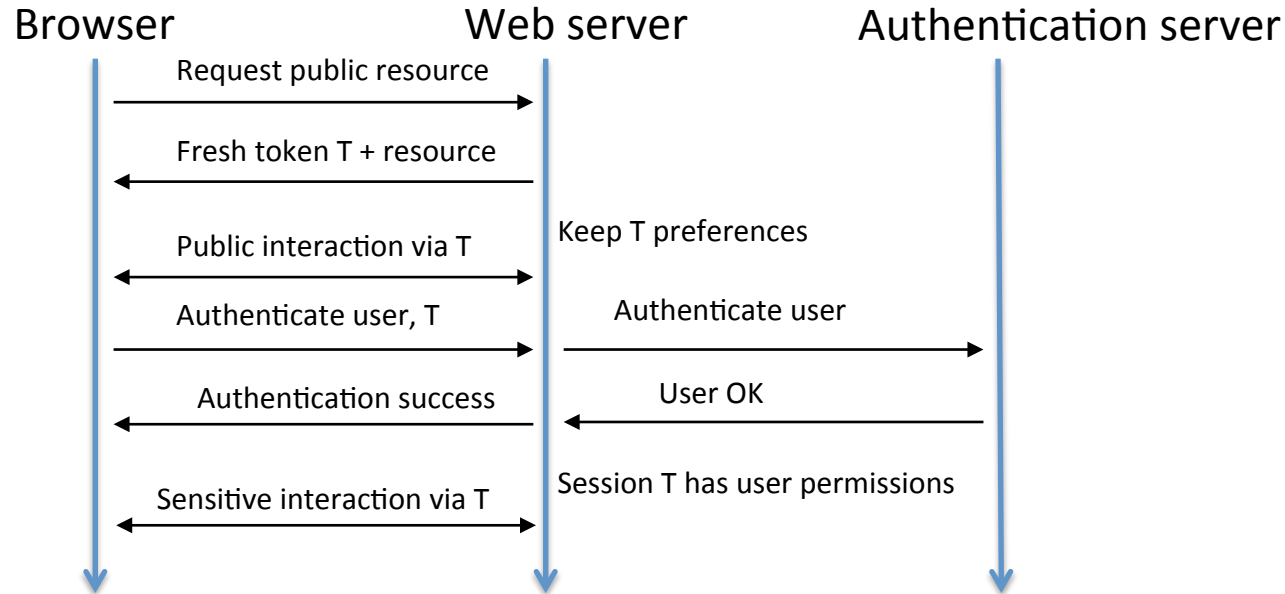 Browser
Web server
Authentication server
Request public resource
Fresh token T + resource
Keep T preferences
Public interaction via T
Authenticate user, T
Authenticate user
Authentication success
User OK
Session T has user permissions
Sensitive interaction via T